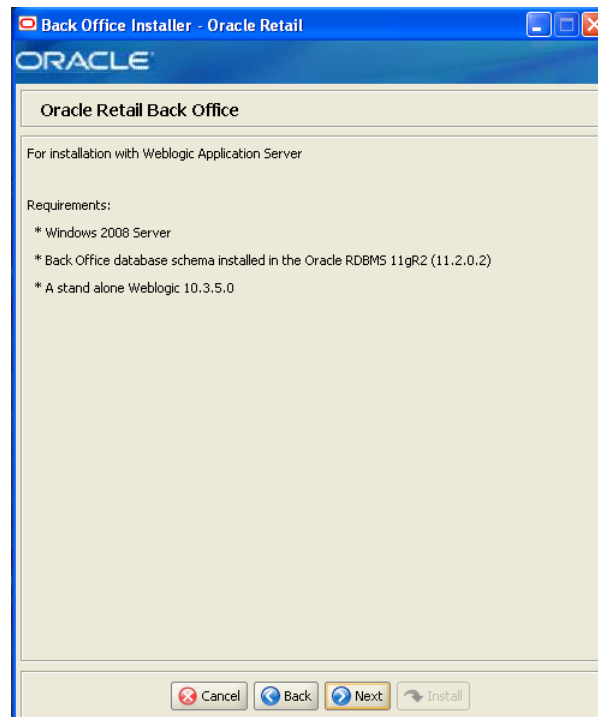 Back Office Installer - Oracle Retail
ORACLE
Oracle Retail Back Office
For installation with Weblogic Application Server
Requirements:
* Windows 2008 Server
* Back Office database schema installed in the Oracle RDBMS 11gR2 (11.2.0.2)
* A stand alone Weblogic 10.3.5.0
Cancel Back Next Install